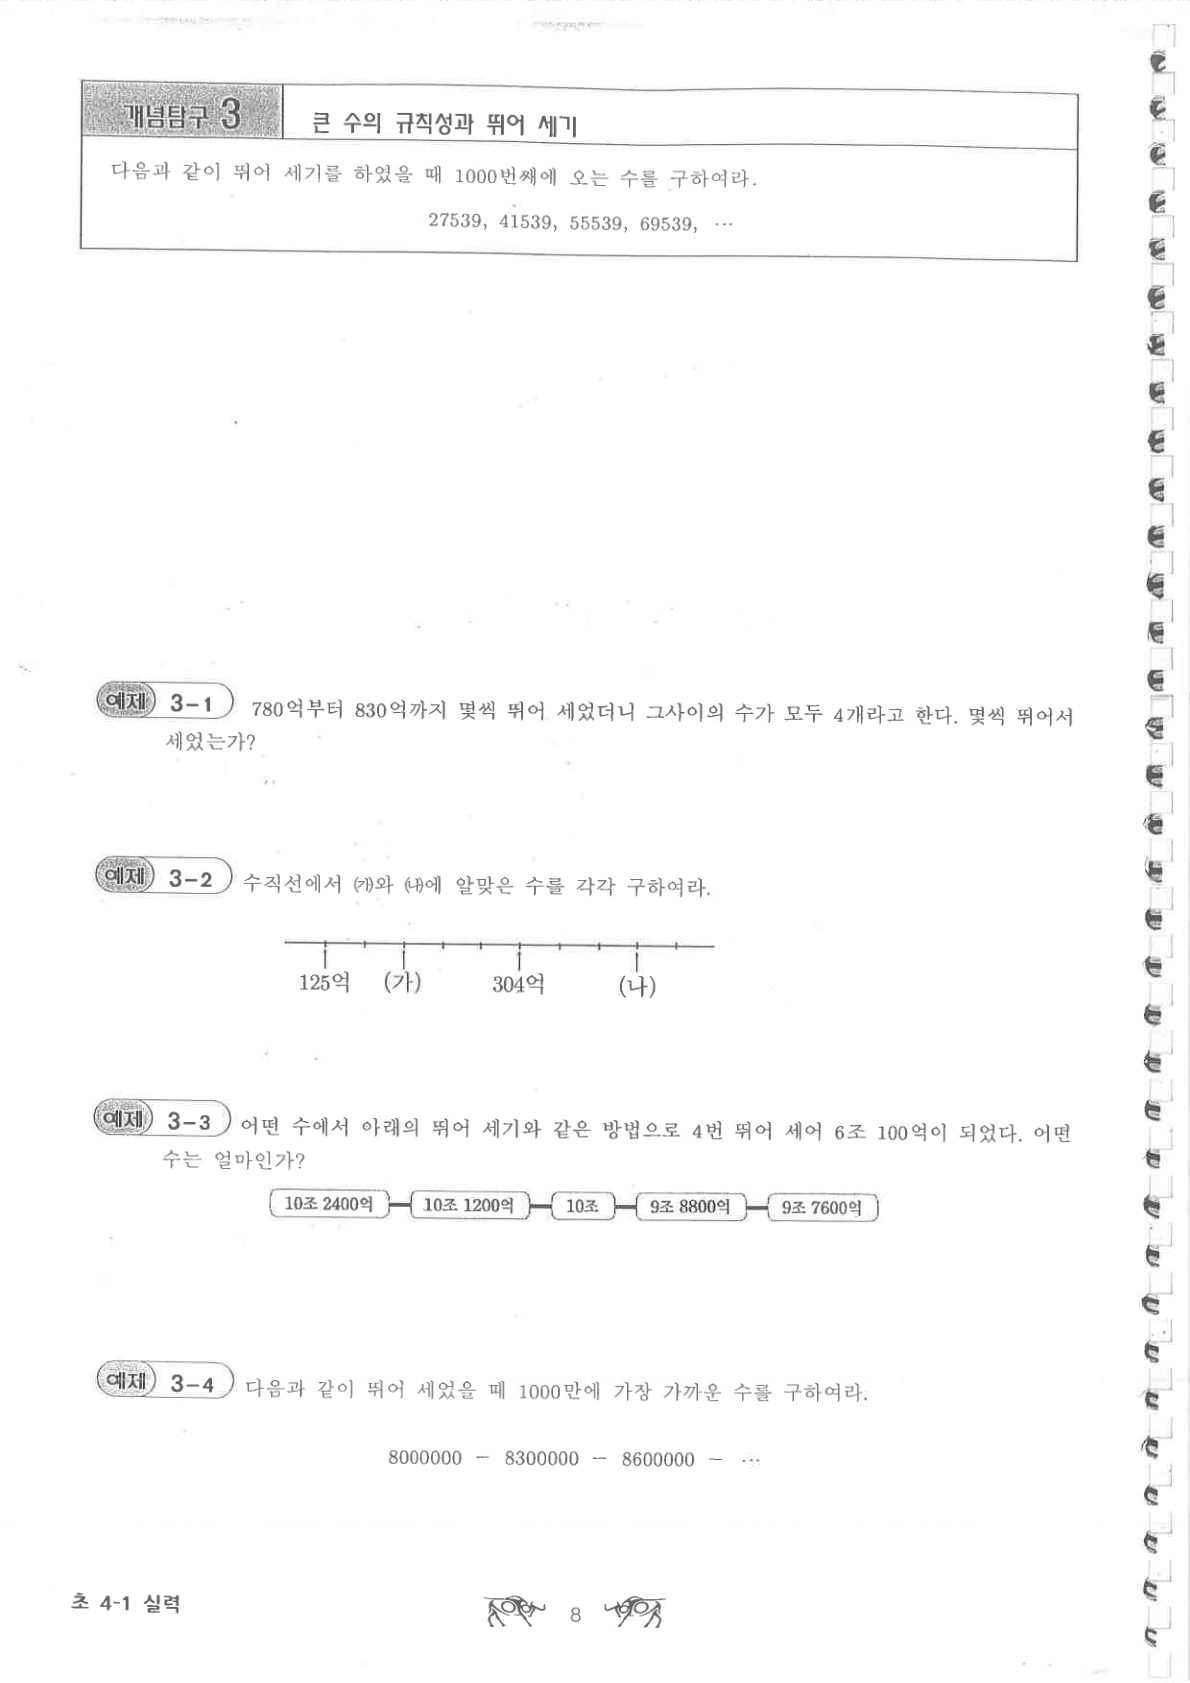 개념탐구 3 큰 수의 규칙성과 뛰어 세기
다음과 같이 뛰어 세기를 하였을 때 1000번째에 오는 수를 구하여라.
27539, 41539, 55539, 69539, ⋯
예제 3-1 780억부터 830억까지 몇씩 뛰어 세었더니 그사이의 수가 모두 4개라고 한다. 몇씩 뛰어서
세었는가?
예제 3-2 수직선에서 ㈎와 ㈏에 알맞은 수를 각각 구하여라.
125억 (가) 304억 (나)
예제 3-3 어떤 수에서 아래의 뛰어 세기와 같은 방법으로 4번 뛰어 세어 6조 100억이 되었다. 어떤
수는 얼마인가?
10조 2400억 10조 1200억 10조 9조 8800억 9조 7600억
예제 3-4 다음과 같이 뛰어 세었을 때 1000만에 가장 가까운 수를 구하여라.
8000000 － 8300000 － 8600000 － ⋯
초 4-1 실력 8